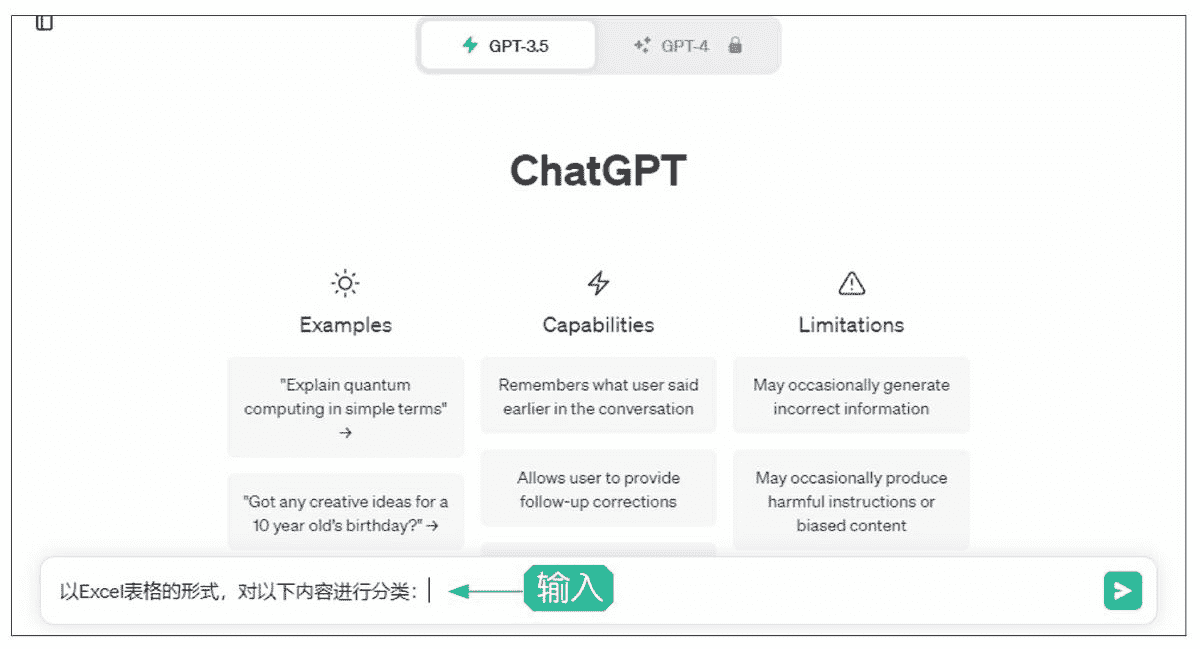 GPT-3.5 GPT-4
ChatGPT
Examples
Capabilities
Limitations
"Explain quantum
computing in simple terms"
→
Remembers what user said
earlier in the conversation
May occasionally generate
incorrect information
"Got any creative ideas for a
10 year old's birthday?" →
Allows user to provide
follow-up corrections
May occasionally produce
harmful instructions or
biased content
以Excel表格的形式，对以下内容进行分类：
输入